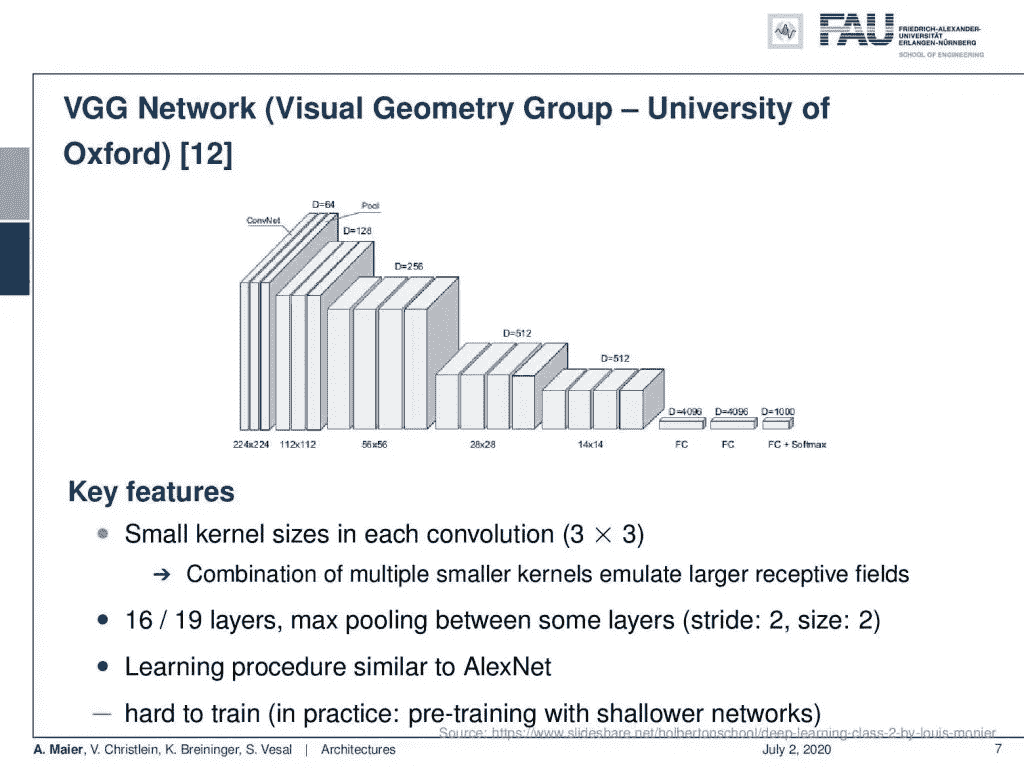 FAU
FRIEDRICH-ALEXANDER-
UNIVERSITÄT
ERLANGEN-NÜRNBERG
SCHOOL OF ENGINEERING
VGG Network (Visual Geometry Group – University of
Oxford) [12]
D=64
Pool
ConvNet
D=128
D=256
D=512
D=512
D=4096 D=4096 D=1000
224x224 112x112 56x56 28x28 14x14 FC FC FC + Softmax
Key features
Small kernel sizes in each convolution (3 × 3)
➔ Combination of multiple smaller kernels emulate larger receptive fields
16 / 19 layers, max pooling between some layers (stride: 2, size: 2)
Learning procedure similar to AlexNet
— hard to train (in practice: pre-training with shallower networks)
Source: https://www.slideshare.net/holbertonschool/deep-learning-class-2-by-louis-monier
A. Maier, V. Christlein, K. Breininger, S. Vesal | Architectures July 2, 2020 7